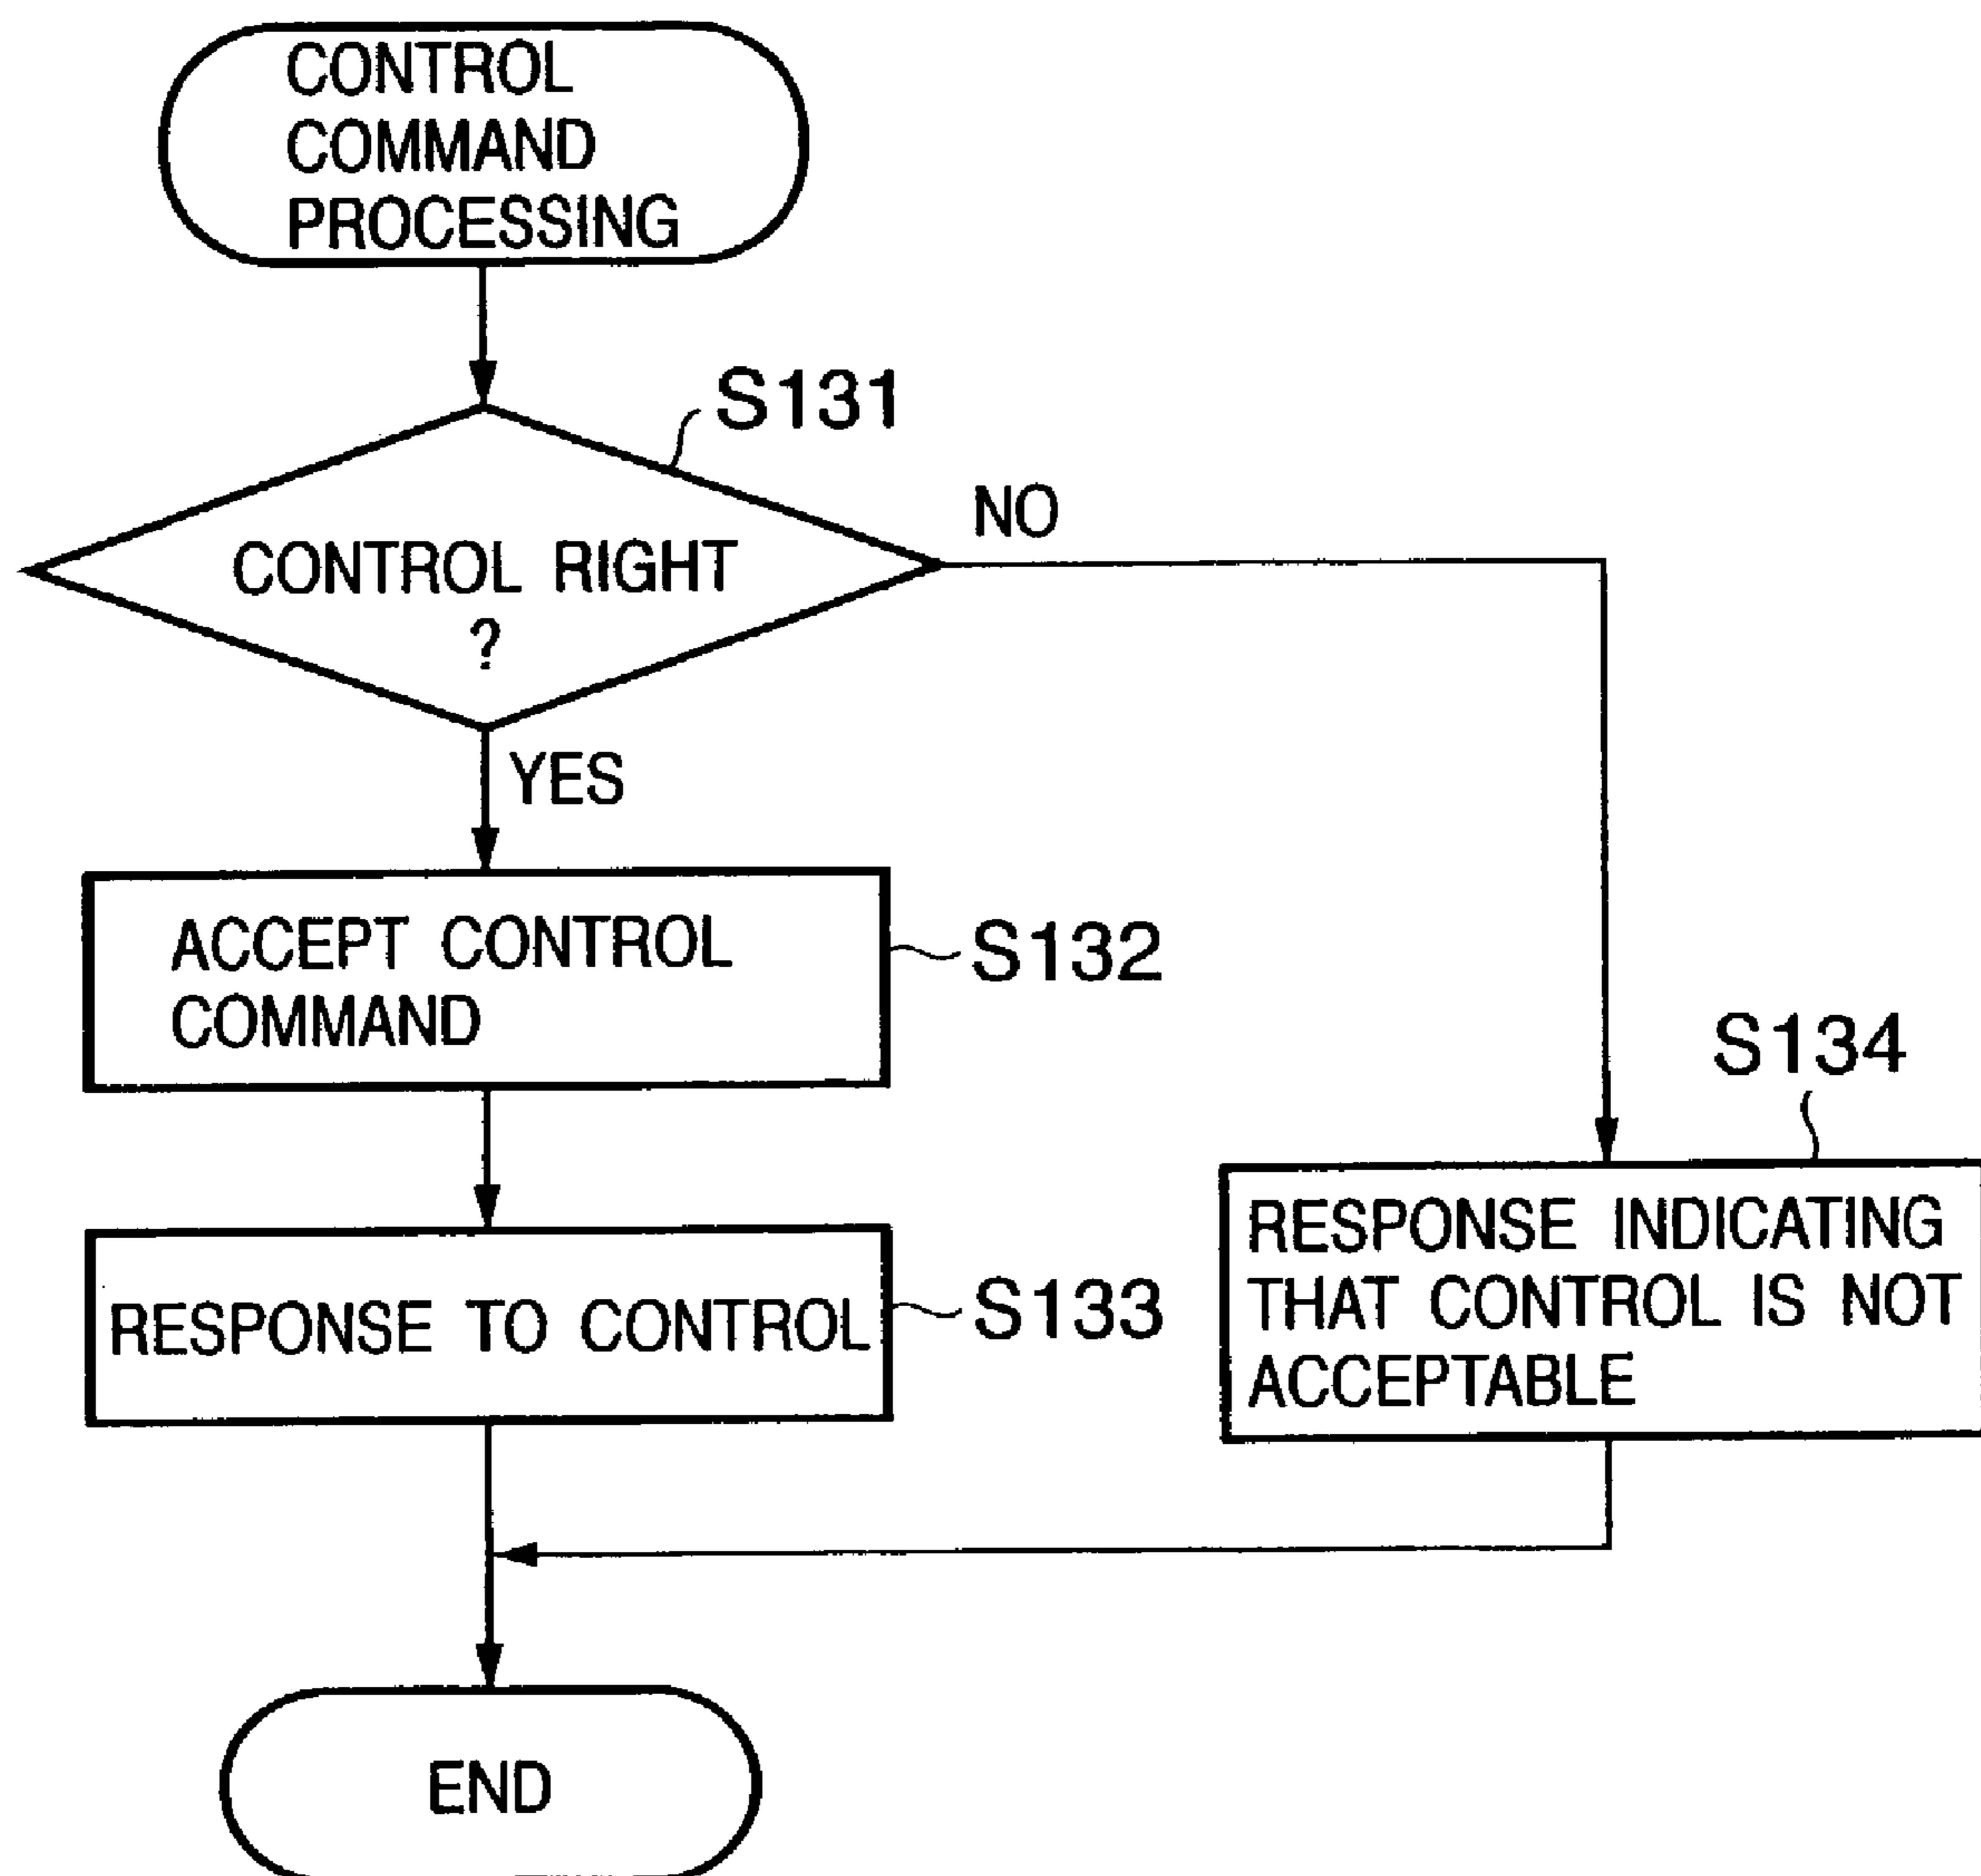 CONTROL
COMMAND
PROCESSING
S131
NO
CONTROL RIGHT
?
YES
ACCEPT CONTROL
COMMAND
S132
S134
RESPONSE TO CONTROL
S133
RESPONSE INDICATING
THAT CONTROL IS NOT
ACCEPTABLE
END